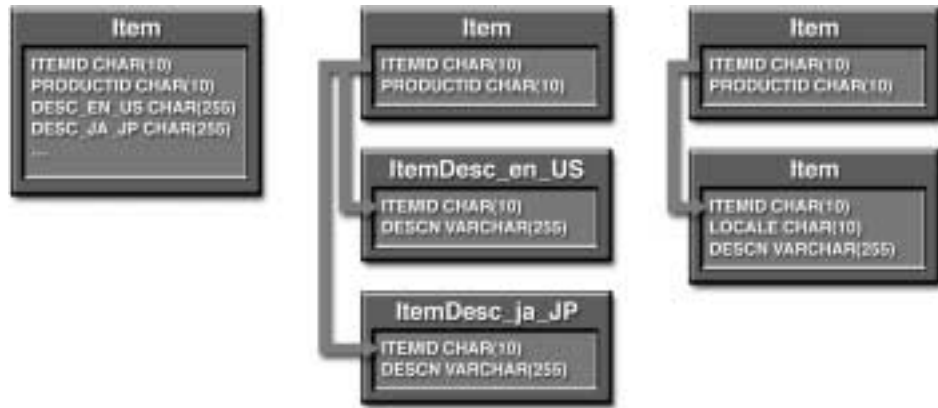 Item
ITEMID CHAR(10)
PRODUCTID CHAR(10)
DESC_EN_US CHAR(255)
DESC_JA_JP CHAR(255)
...
Item
ITEMID CHAR(10)
PRODUCTID CHAR(10)
ItemDesc_en_US
ITEMID CHAR(10)
DESCN VARCHAR(255)
ItemDesc_ja_JP
ITEMID CHAR(10)
DESCN VARCHAR(255)
Item
ITEMID CHAR(10)
PRODUCTID CHAR(10)
Item
ITEMID CHAR(10)
LOCALE CHAR(10)
DESCN VARCHAR(255)